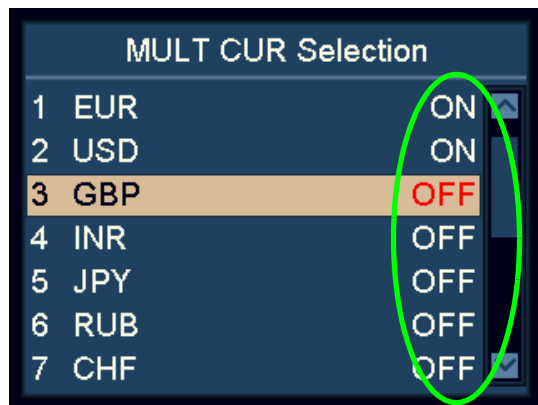 MULT CUR Selection
1 EUR ON
2 USD ON
3 GBP OFF
4 INR OFF
5 JPY OFF
6 RUB OFF
7 CHF OFF